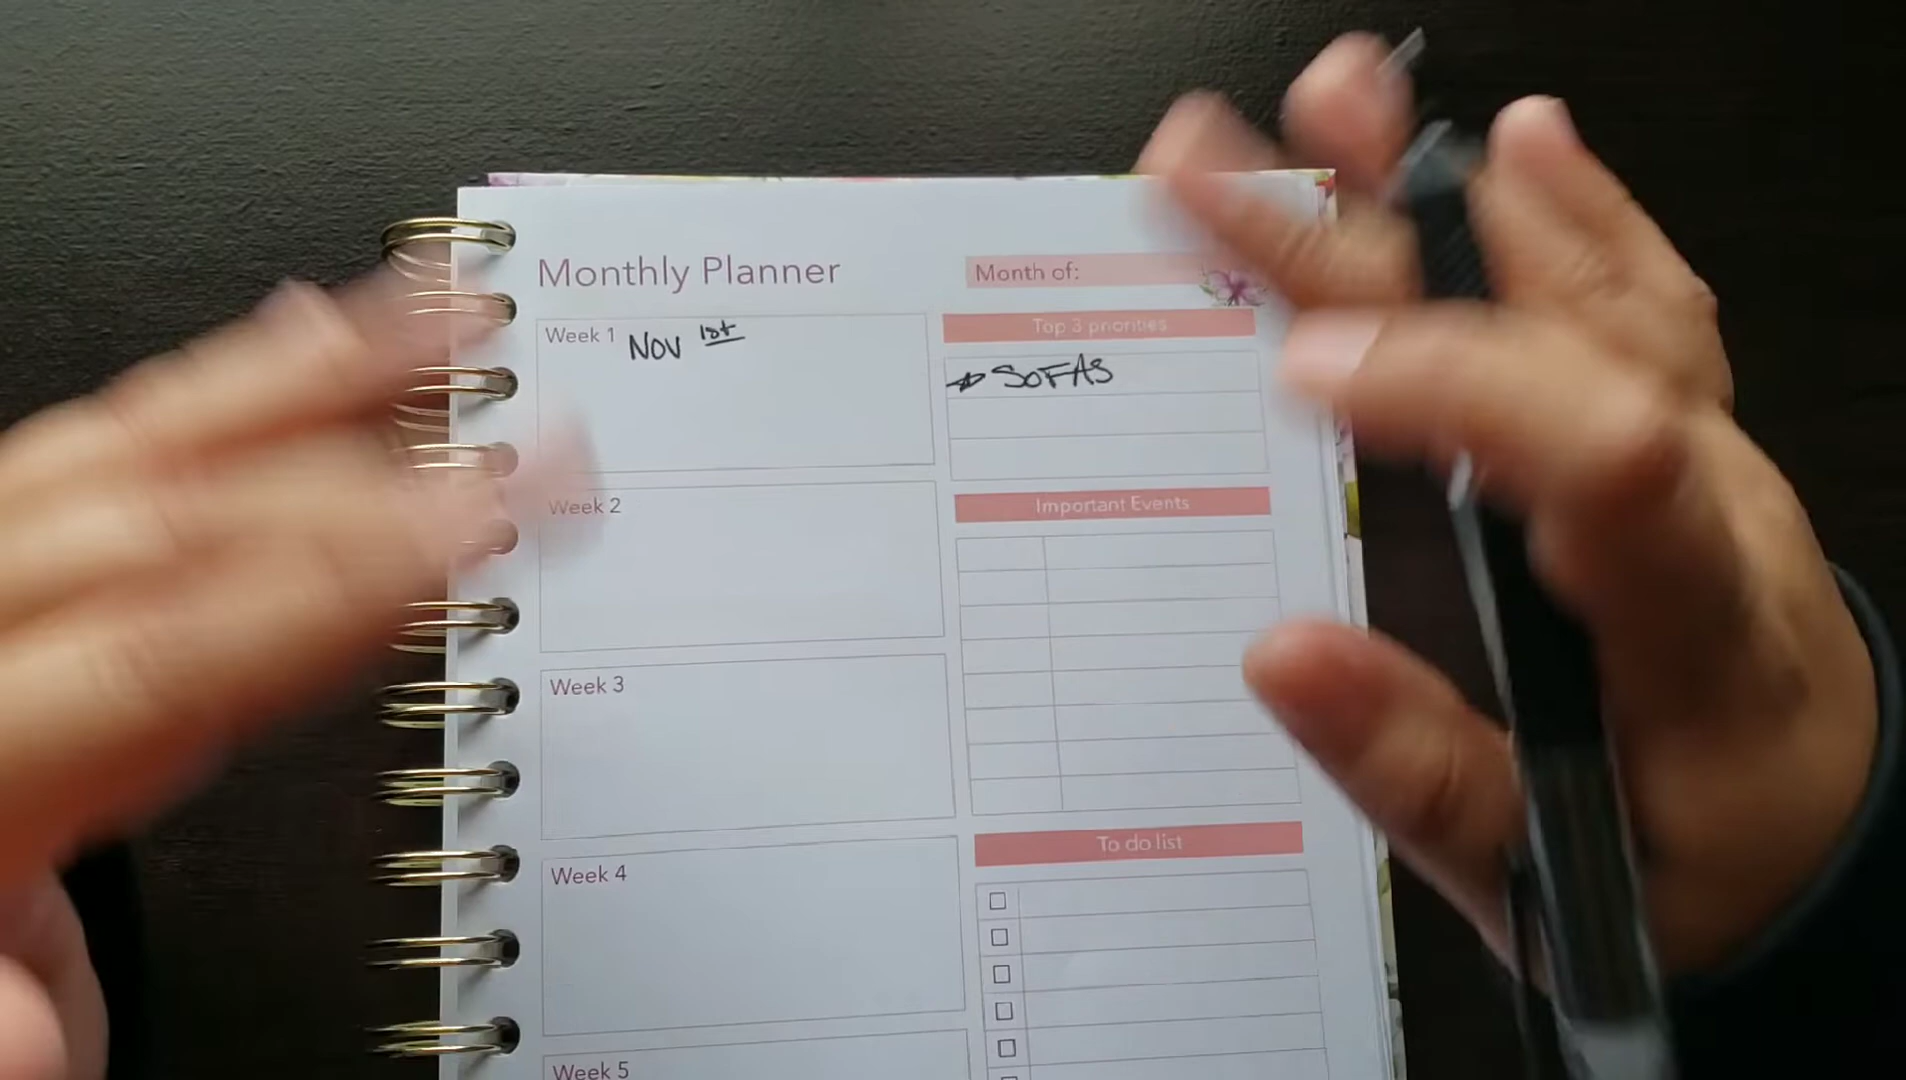 Monthly Planner
Month of:
Week 1 NOV 1st
Top 3 priorities
SOFAS
Week 2
Important Events
Week 3
To do list
Week 4
Week 5